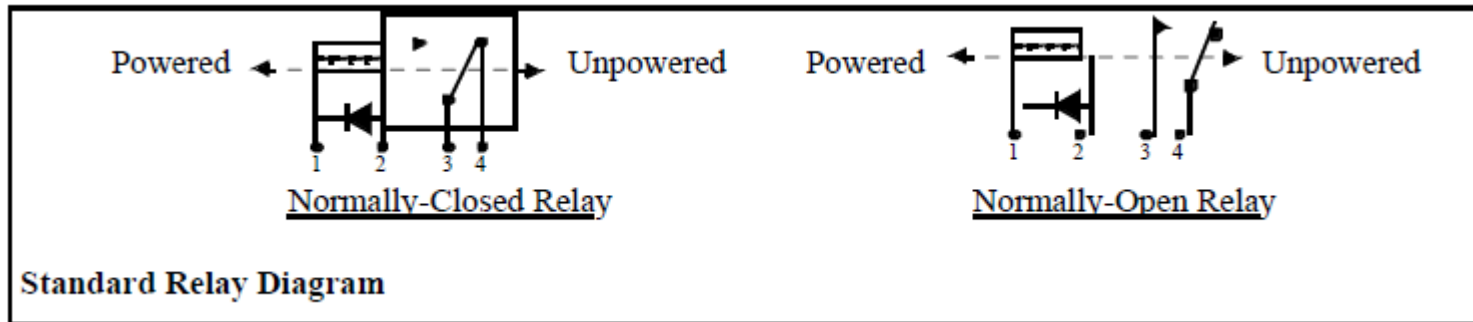 Powered Unpowered Powered Unpowered
1 2 3 4 1 2 3 4
Normally-Closed Relay Normally-Open Relay
Standard Relay Diagram